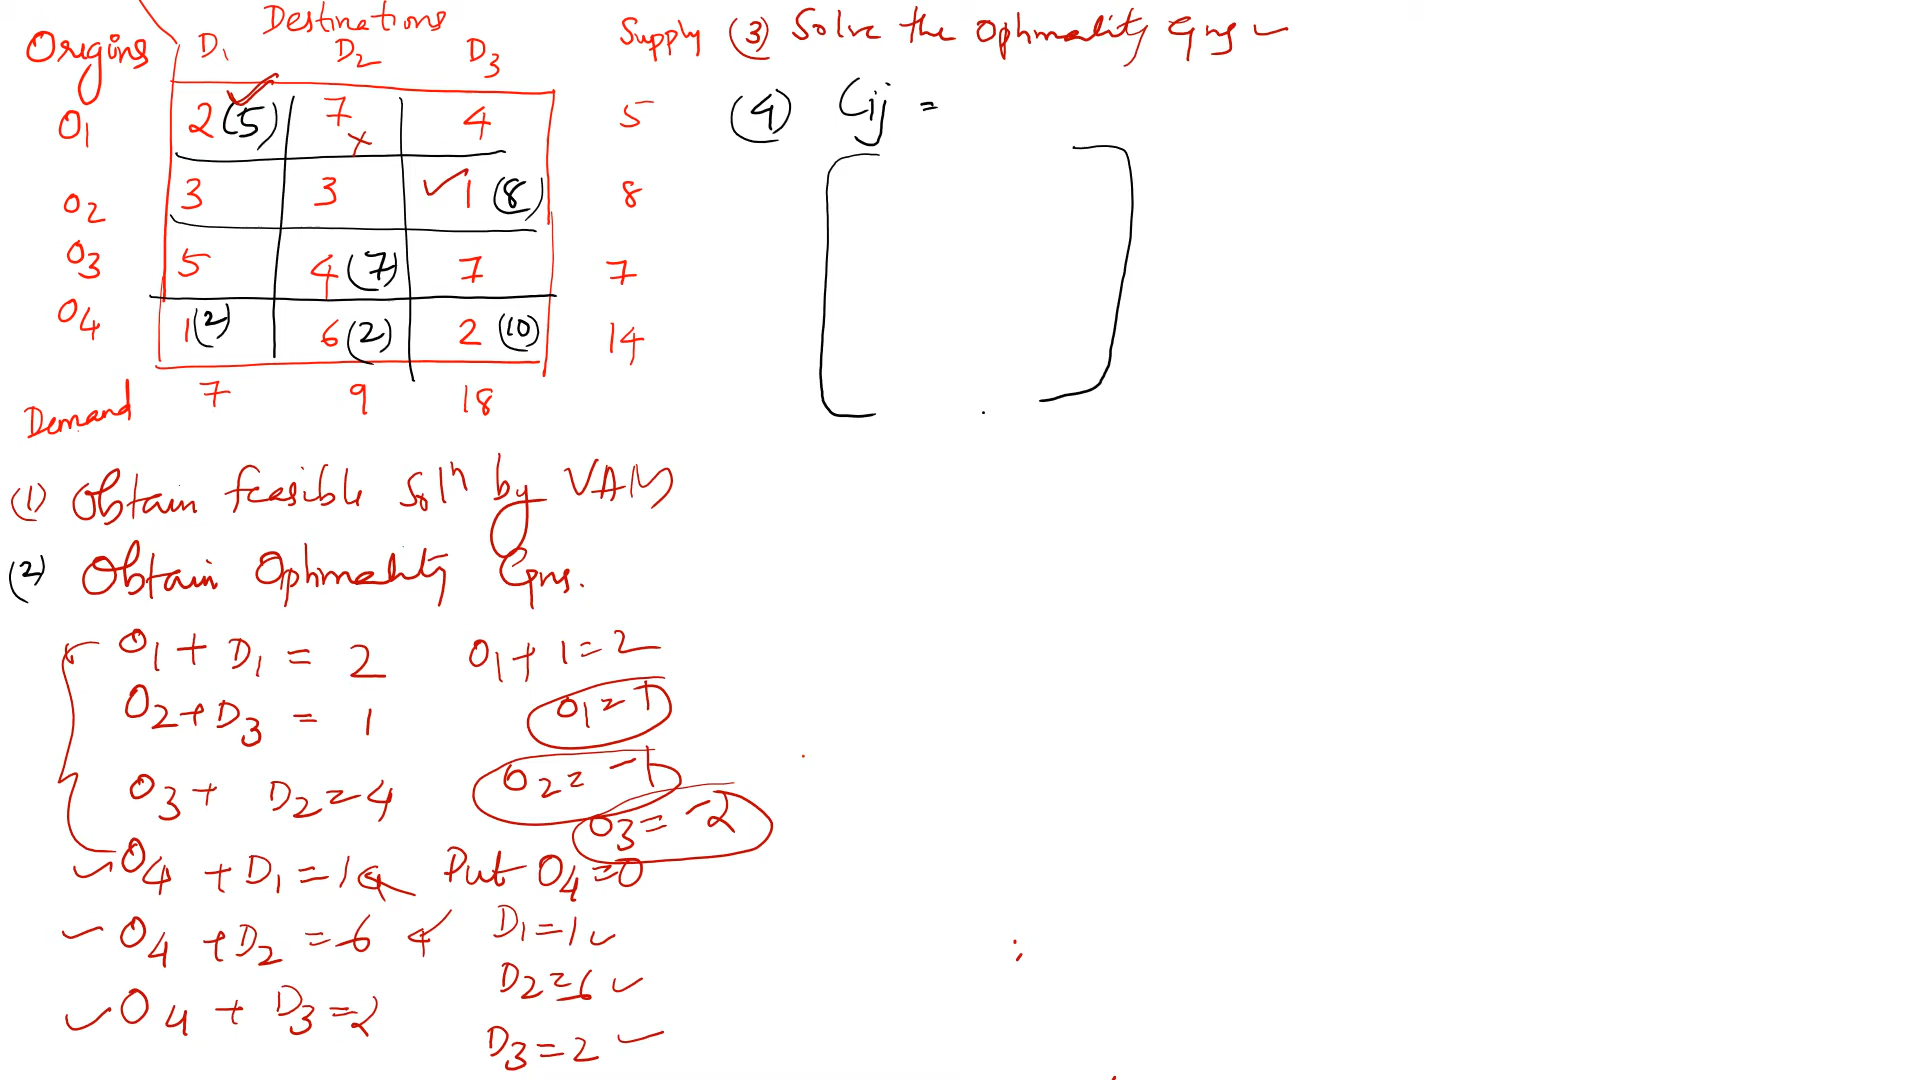 Destinations
Origins D1 D2 D3 Supply
O1 2 (5) 7 4 5
O2 3 3 1 (8) 8
O3 5 4 (7) 7 7
O4 1 (2) 6 (2) 2 (10) 14
Demand 7 9 18
(1) Obtain feasible Solⁿ by VAM
(2) Obtain Optimality Eqns.
O1 + D1 = 2 O1 + 1 = 2
O1 = 1
O2 + D3 = 1
O2 = -1
O3 + D2 = 4
O3 = -2
O4 + D1 = 1 Put O4 = 0
O4 + D2 = 6 D1 = 1
D2 = 6
O4 + D3 = 2
D3 = 2
(3) Solve the Optimality Eqns
(4) Cij =